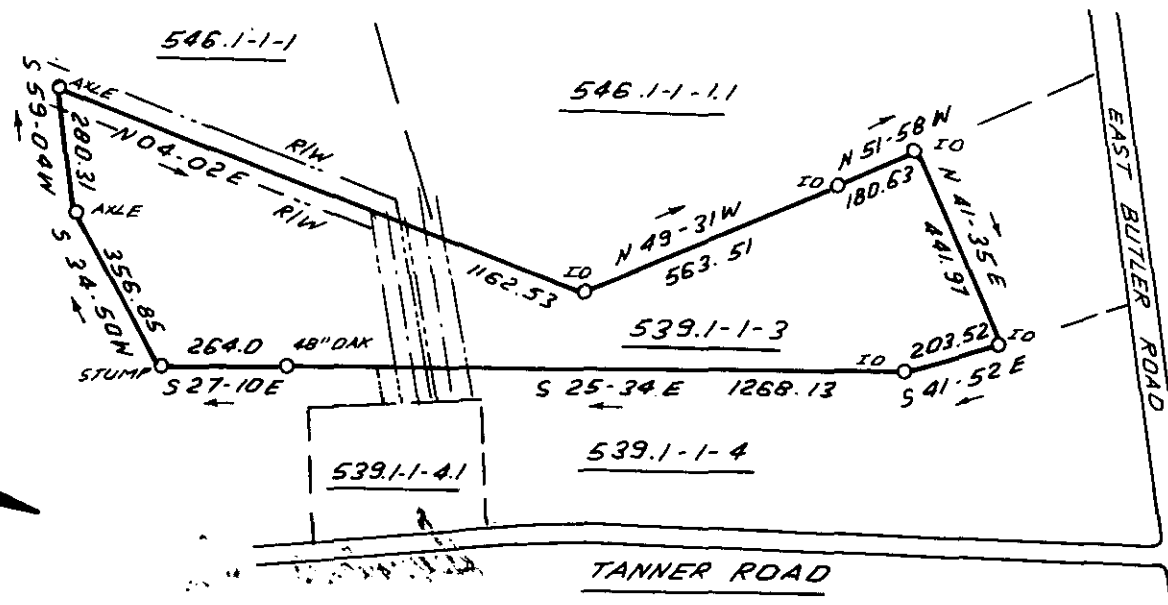 546.1-1-1
546.1-1-1.1
EAST BUTLER ROAD
S 59-04W
280.31
AXLE
N 04-02 E
R/W
R/W
1162.53
AXLE
S 34-50W
356.85
STUMP
264.0
S 27-10 E
48" OAK
IO
N 49-31 W
563.51
IO
N 51-58 W
180.63
IO
N 41-35 E
441.97
IO
203.52
S 41-52 E
IO
539.1-1-3
S 25-34 E
1268.13
539.1-1-4.1
539.1-1-4
TANNER ROAD